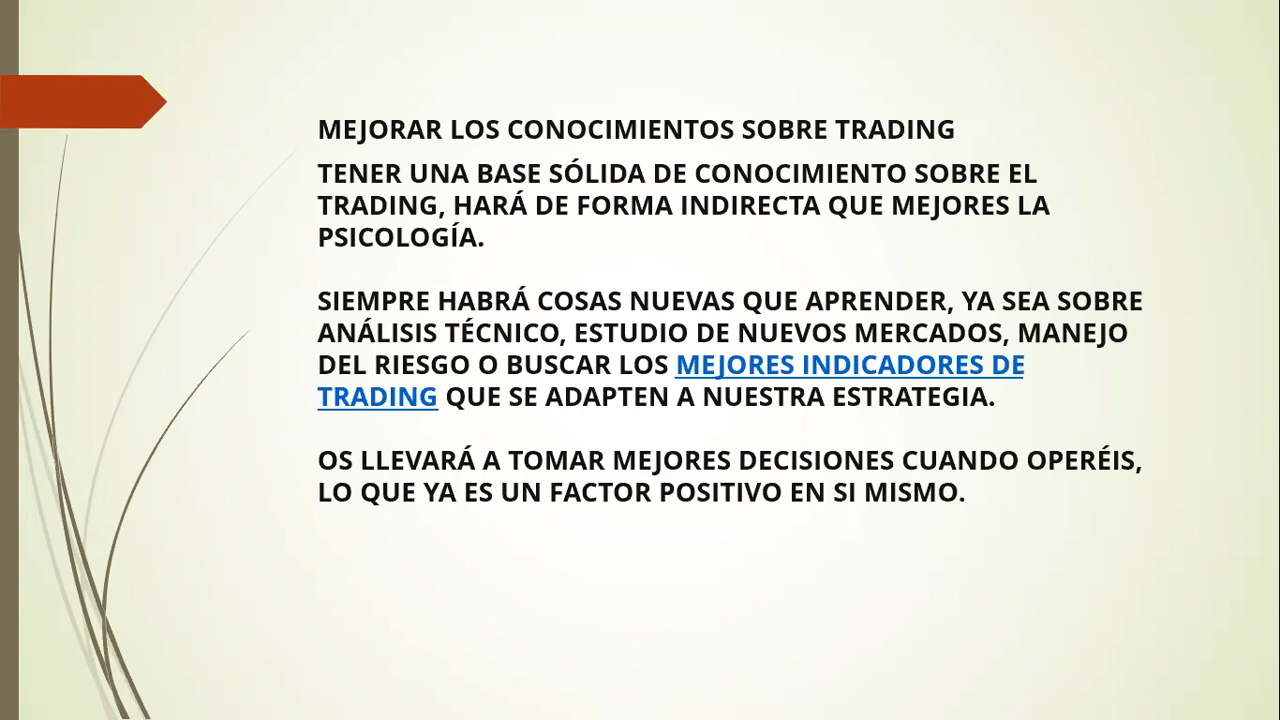 MEJORAR LOS CONOCIMIENTOS SOBRE TRADING
TENER UNA BASE SÓLIDA DE CONOCIMIENTO SOBRE EL
TRADING, HARÁ DE FORMA INDIRECTA QUE MEJORES LA
PSICOLOGÍA.
SIEMPRE HABRÁ COSAS NUEVAS QUE APRENDER, YA SEA SOBRE
ANÁLISIS TÉCNICO, ESTUDIO DE NUEVOS MERCADOS, MANEJO
DEL RIESGO O BUSCAR LOS MEJORES INDICADORES DE
TRADING QUE SE ADAPTEN A NUESTRA ESTRATEGIA.
OS LLEVARÁ A TOMAR MEJORES DECISIONES CUANDO OPERÉIS,
LO QUE YA ES UN FACTOR POSITIVO EN SI MISMO.